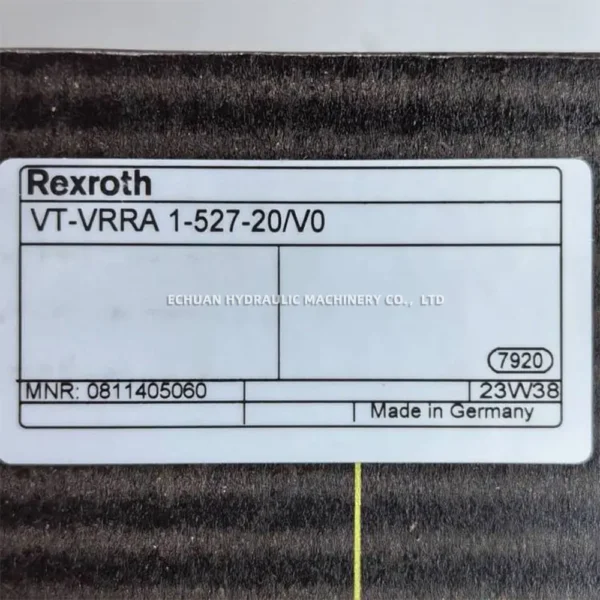 Rexroth
VT-VRRA 1-527-20/V0
ECHUAN HYDRAULIC MACHINERY CO., LTD
7920
MNR: 0811405060
23W38
Made in Germany